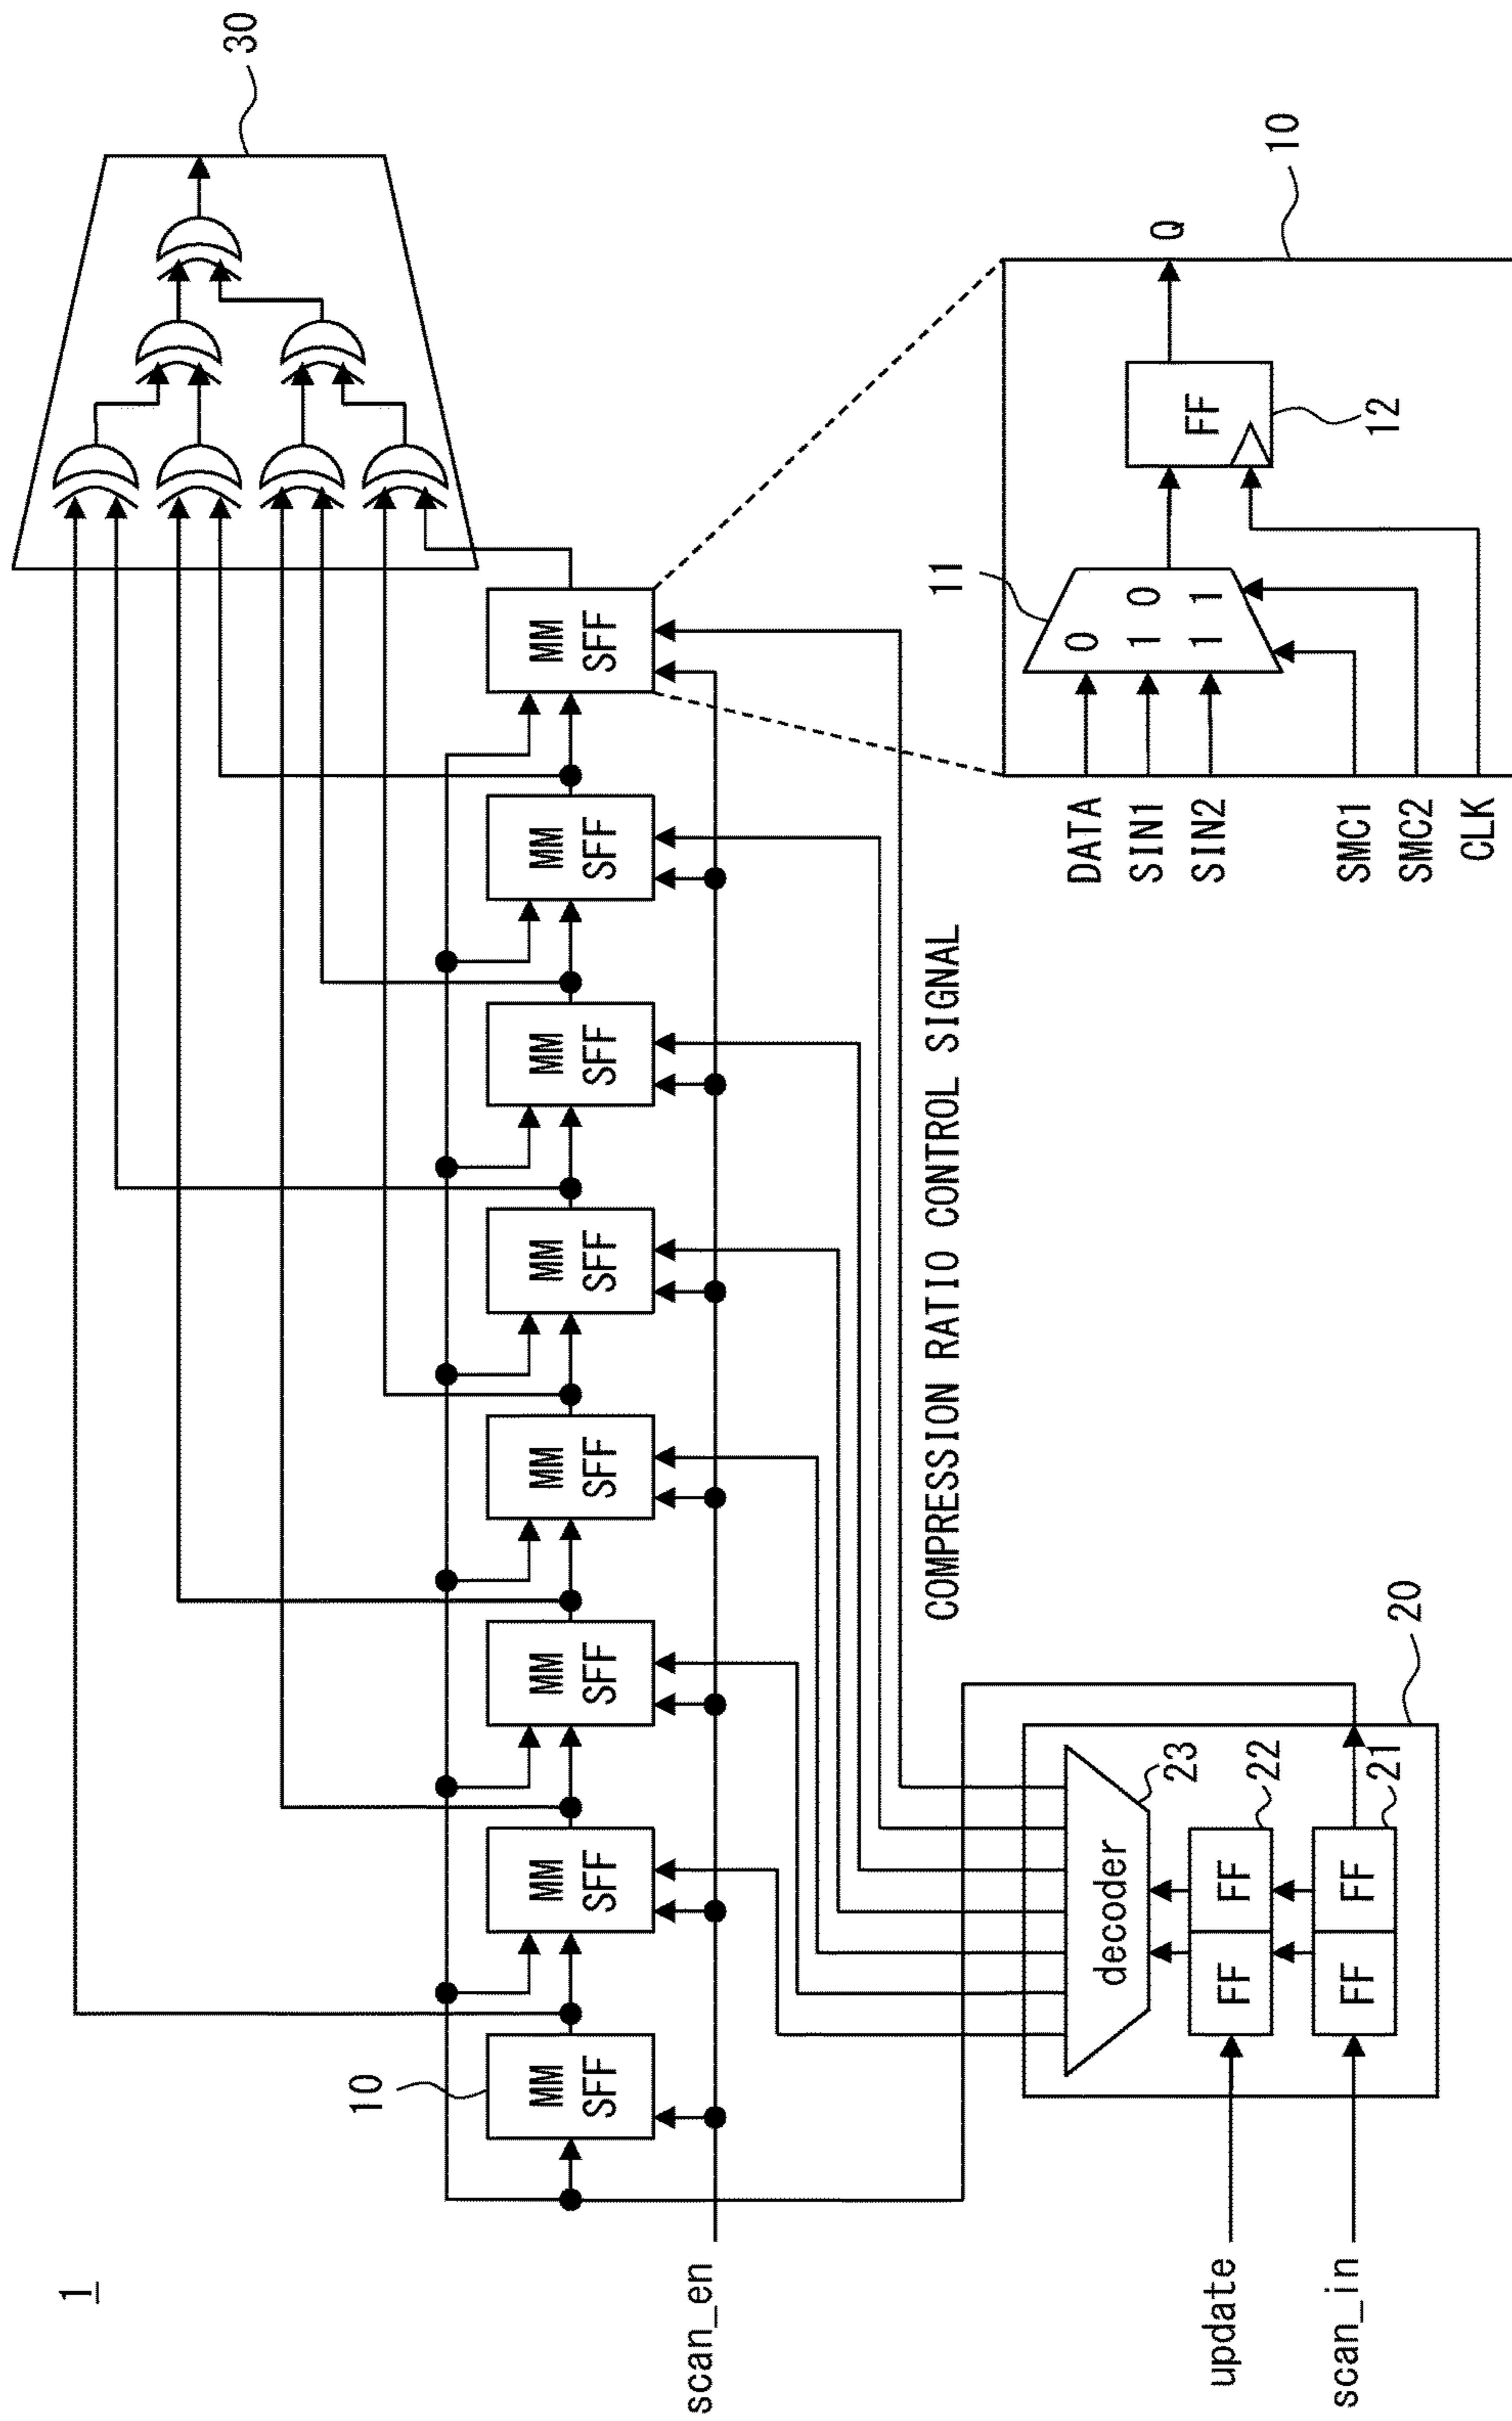 1
30
MM
SFF
MM
SFF
MM
SFF
MM
SFF
MM
SFF
MM
SFF
MM
SFF
MM
SFF
10
scan_en
COMPRESSION RATIO CONTROL SIGNAL
decoder
23
FF
FF
22
FF
FF
21
20
update
scan_in
DATA
SIN1
SIN2
SMC1
SMC2
CLK
11
0
1 0
1 1
FF
12
Q
10